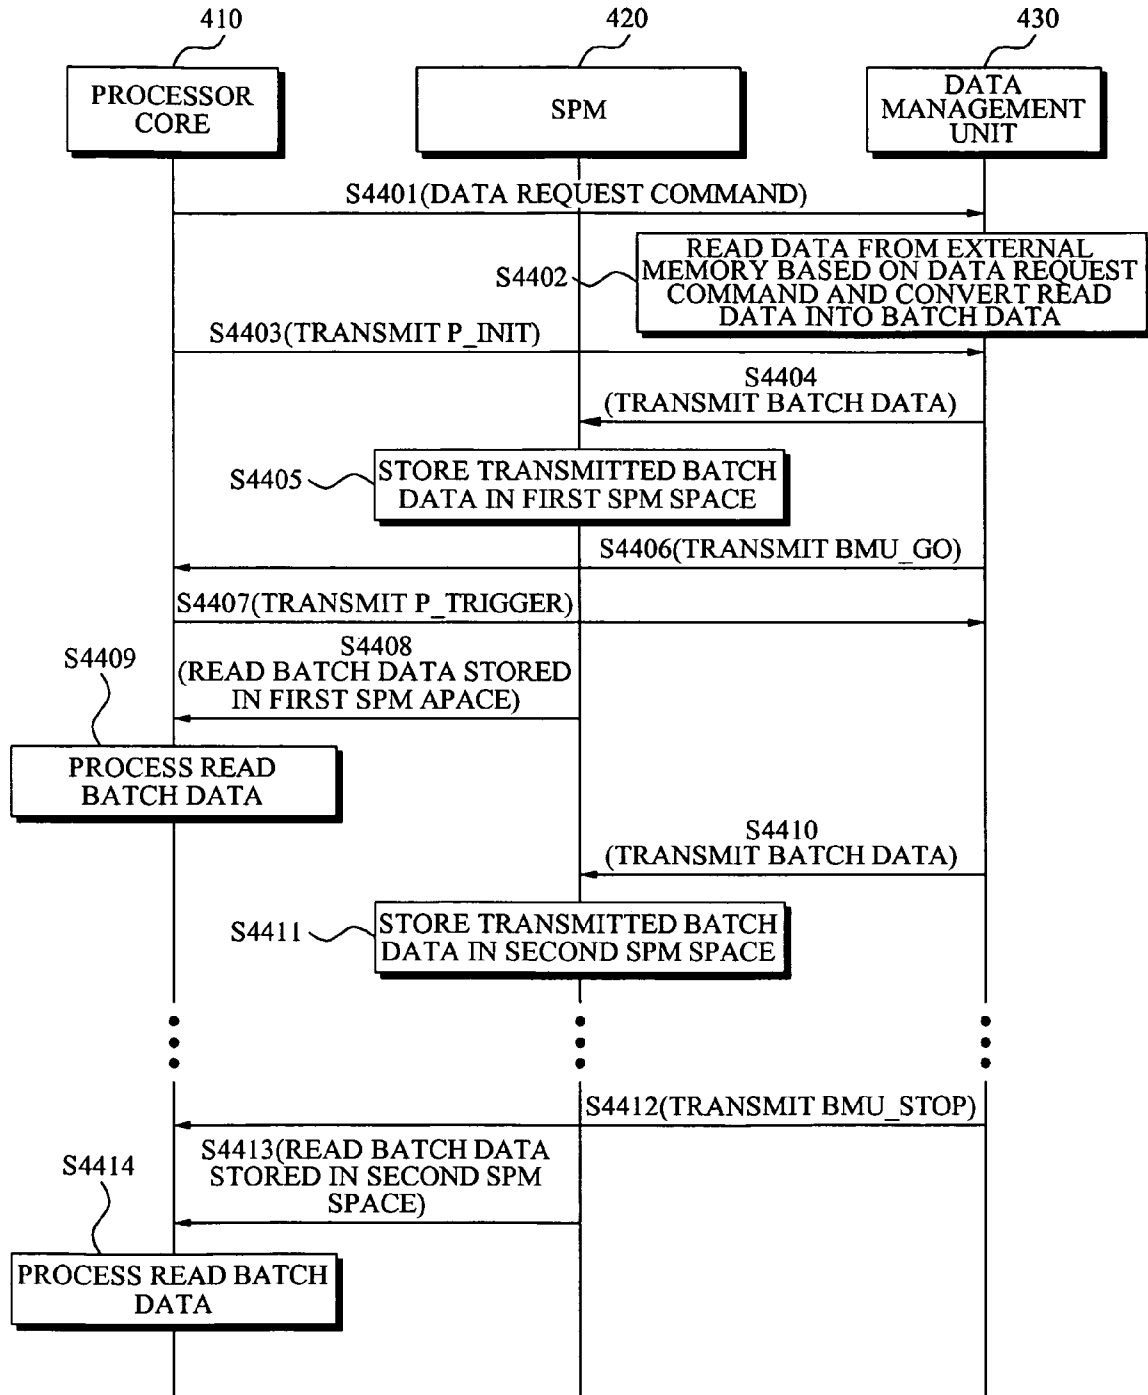 410
420
430
PROCESSOR
CORE
SPM
DATA
MANAGEMENT
UNIT
S4401(DATA REQUEST COMMAND)
S4402
READ DATA FROM EXTERNAL
MEMORY BASED ON DATA REQUEST
COMMAND AND CONVERT READ
DATA INTO BATCH DATA
S4403(TRANSMIT P_INIT)
S4404
(TRANSMIT BATCH DATA)
S4405
STORE TRANSMITTED BATCH
DATA IN FIRST SPM SPACE
S4406(TRANSMIT BMU_GO)
S4407(TRANSMIT P_TRIGGER)
S4408
(READ BATCH DATA STORED
IN FIRST SPM APACE)
S4409
PROCESS READ
BATCH DATA
S4410
(TRANSMIT BATCH DATA)
S4411
STORE TRANSMITTED BATCH
DATA IN SECOND SPM SPACE
S4412(TRANSMIT BMU_STOP)
S4413(READ BATCH DATA
STORED IN SECOND SPM
SPACE)
S4414
PROCESS READ BATCH
DATA